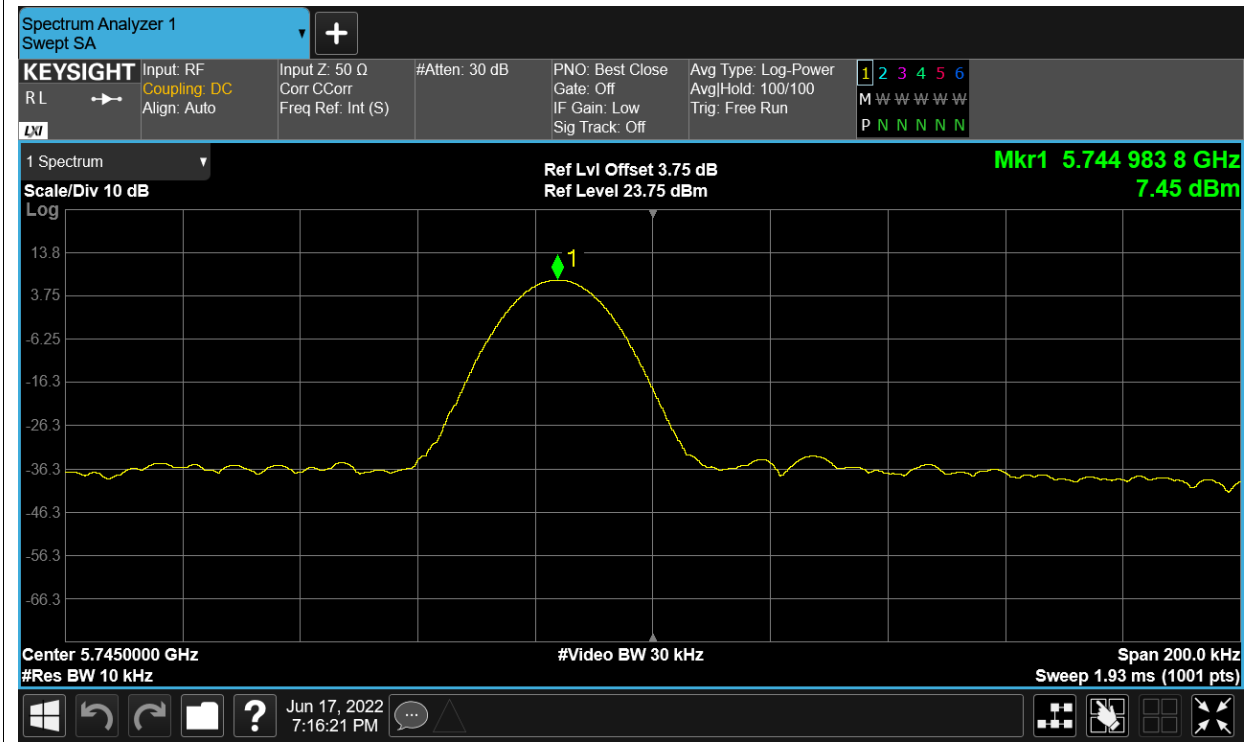 Spectrum Analyzer 1
Swept SA
KEYSIGHT
R L
LXI
Input: RF
Coupling: DC
Align: Auto
Input Z: 50 Ω
Corr CCorr
Freq Ref: Int (S)
#Atten: 30 dB
PNO: Best Close
Gate: Off
IF Gain: Low
Sig Track: Off
Avg Type: Log-Power
Avg|Hold: 100/100
Trig: Free Run
1 2 3 4 5 6
M W W W W W
P N N N N N
1 Spectrum
Scale/Div 10 dB
Log
Ref Lvl Offset 3.75 dB
Ref Level 23.75 dBm
Mkr1 5.744 983 8 GHz
7.45 dBm
1
13.8
3.75
-6.25
-16.3
-26.3
-36.3
-46.3
-56.3
-66.3
Center 5.7450000 GHz
#Res BW 10 kHz
#Video BW 30 kHz
Span 200.0 kHz
Sweep 1.93 ms (1001 pts)
?
Jun 17, 2022
7:16:21 PM